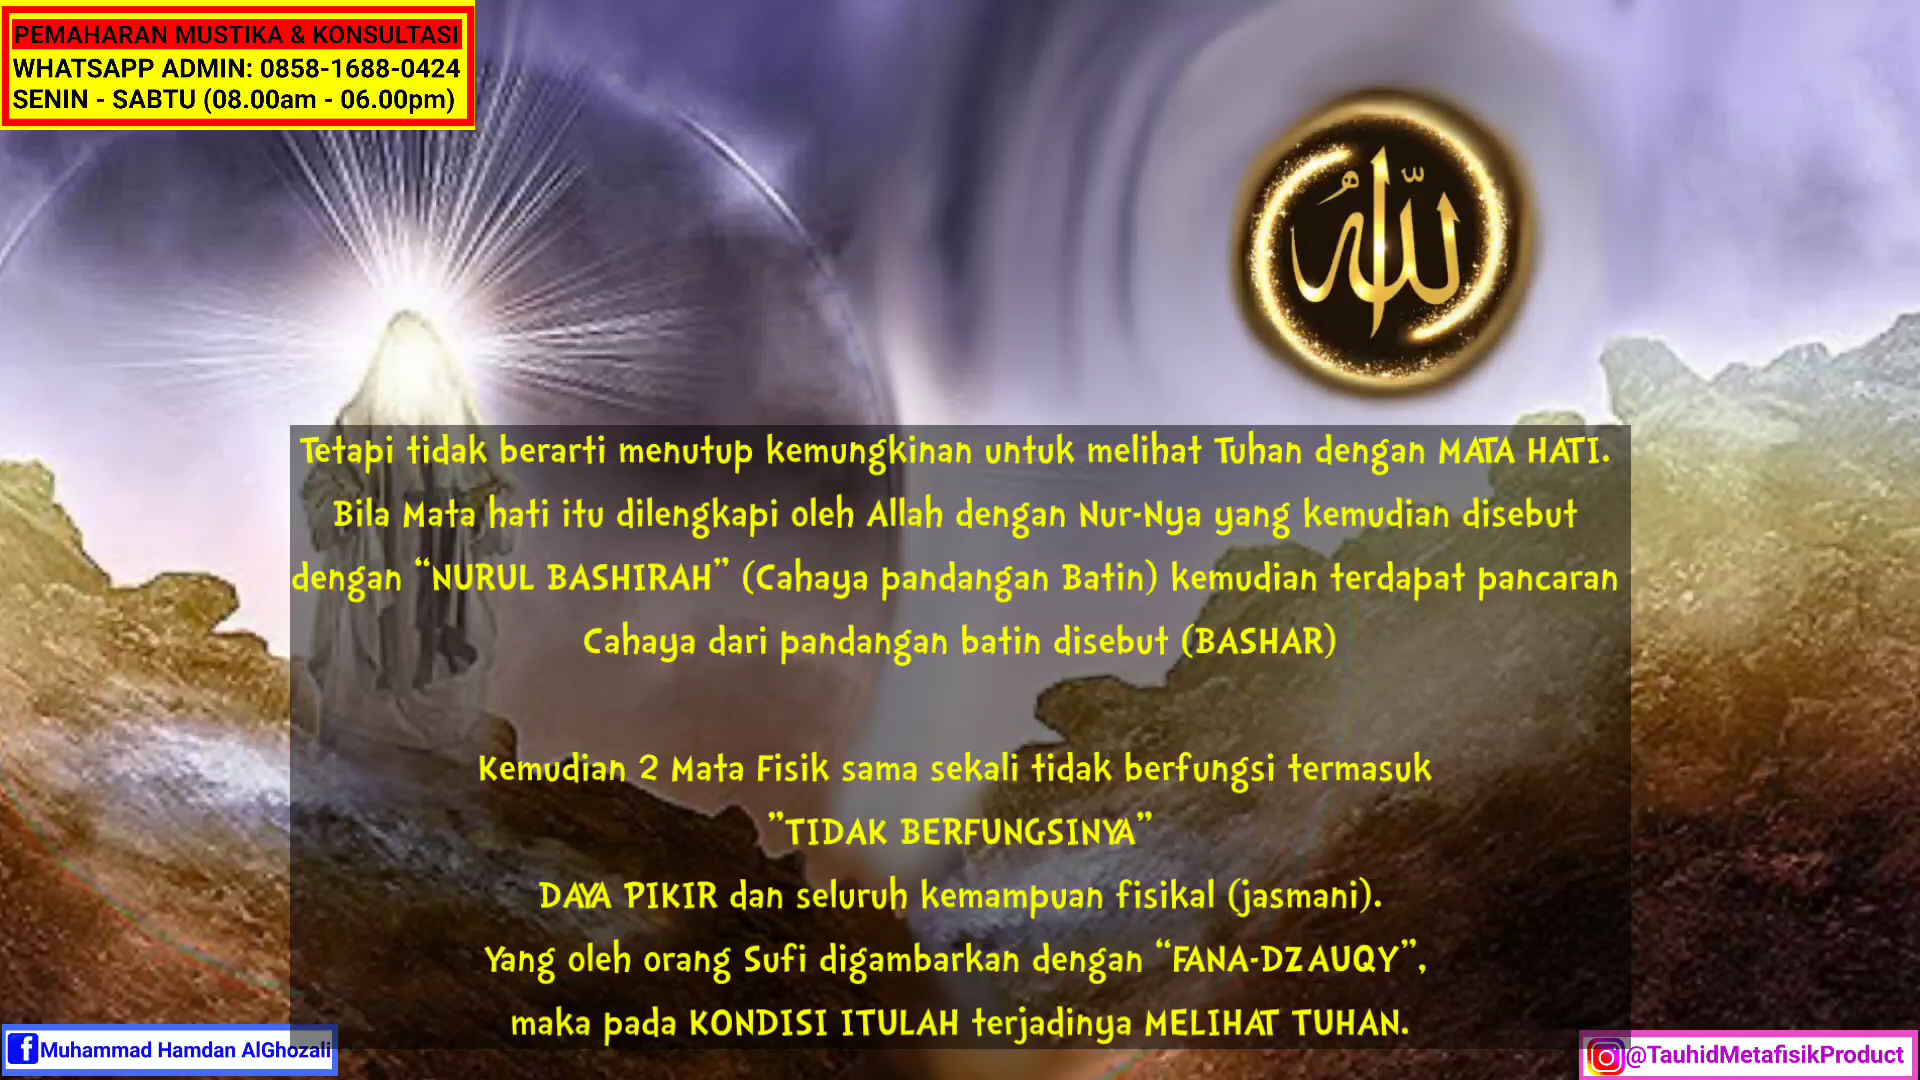 PEMAHARAN MUSTIKA & KONSULTASI
WHATSAPP ADMIN: 0858-1688-0424
SENIN - SABTU (08.00am - 06.00pm)
الله
Tetapi tidak berarti menutup kemungkinan untuk melihat Tuhan dengan MATA HATI.
Bila Mata hati itu dilengkapi oleh Allah dengan Nur-Nya yang kemudian disebut
dengan “NURUL BASHIRAH” (Cahaya pandangan Batin) kemudian terdapat pancaran
Cahaya dari pandangan batin disebut (BASHAR)
Kemudian 2 Mata Fisik sama sekali tidak berfungsi termasuk
”TIDAK BERFUNGSINYA”
DAYA PIKIR dan seluruh kemampuan fisikal (jasmani).
Yang oleh orang Sufi digambarkan dengan “FANA-DZAUQY”,
maka pada KONDISI ITULAH terjadinya MELIHAT TUHAN.
Muhammad Hamdan AlGhozali
@TauhidMetafisikProduct